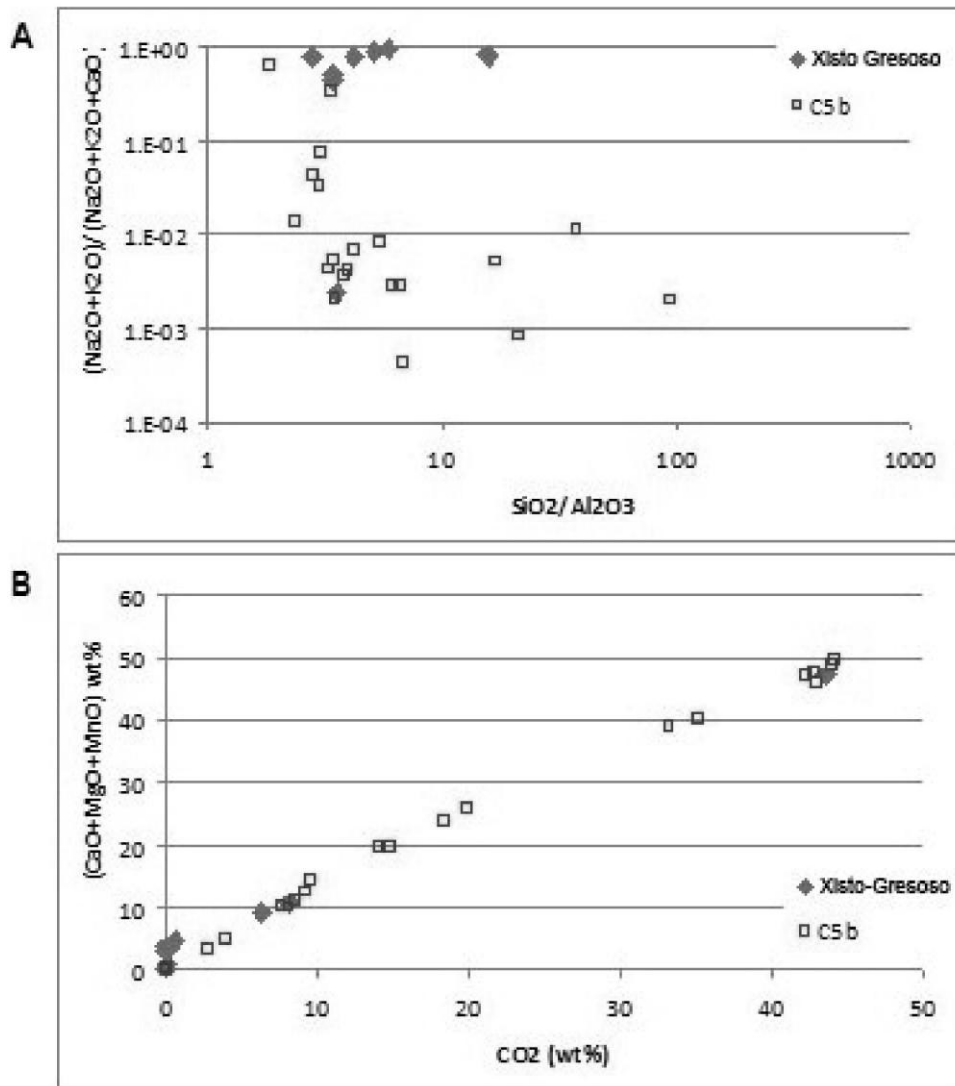 A
(Na2O+K2O)/(Na2O+K2O+CaO)
1.E+00
1.E-01
1.E-02
1.E-03
1.E-04
1
10
100
1000
SiO2/Al2O3
Xisto Gresoso
C5b
B
(CaO+MgO+MnO) wt%
60
50
40
30
20
10
0
0
10
20
30
40
50
CO2 (wt%)
Xisto-Gresoso
C5b